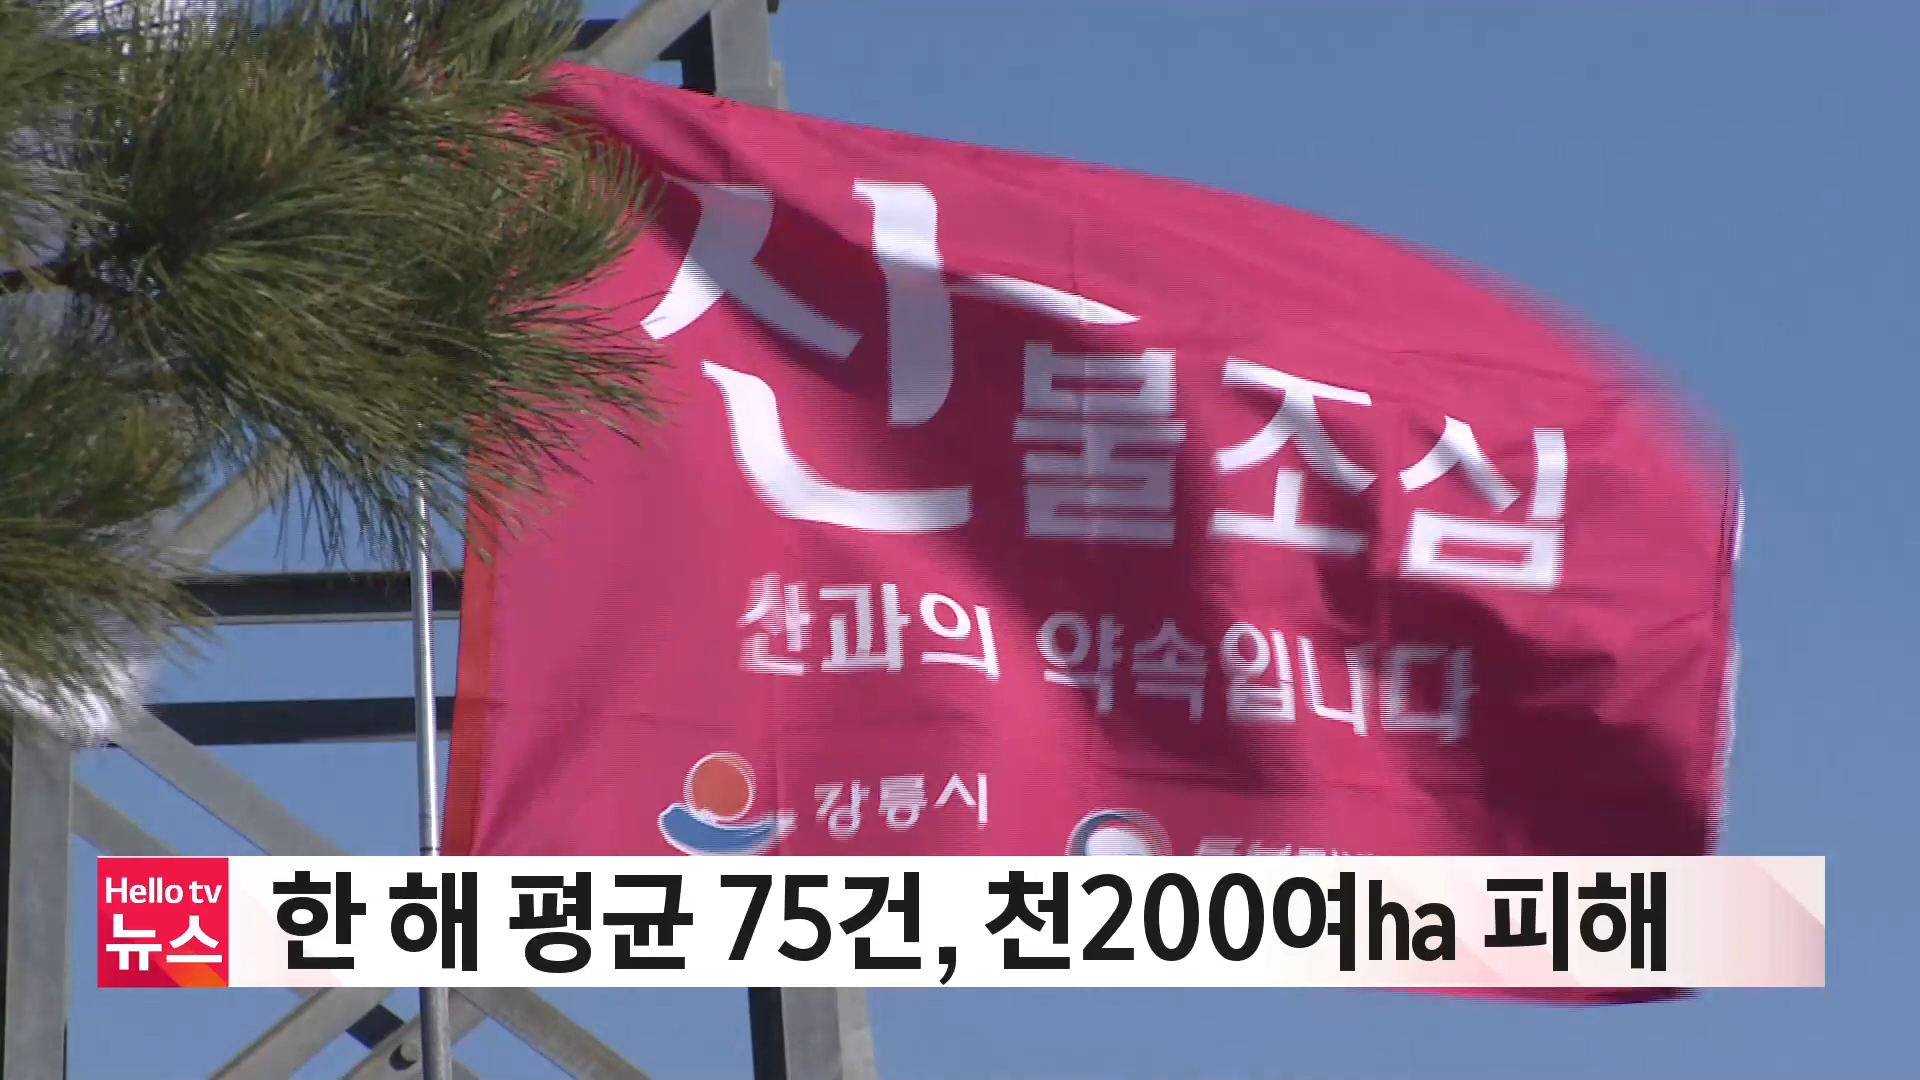 산불조심
산과의 약속입니다
강릉시
Hello tv
뉴스
한 해 평균 75건, 천200여ha 피해